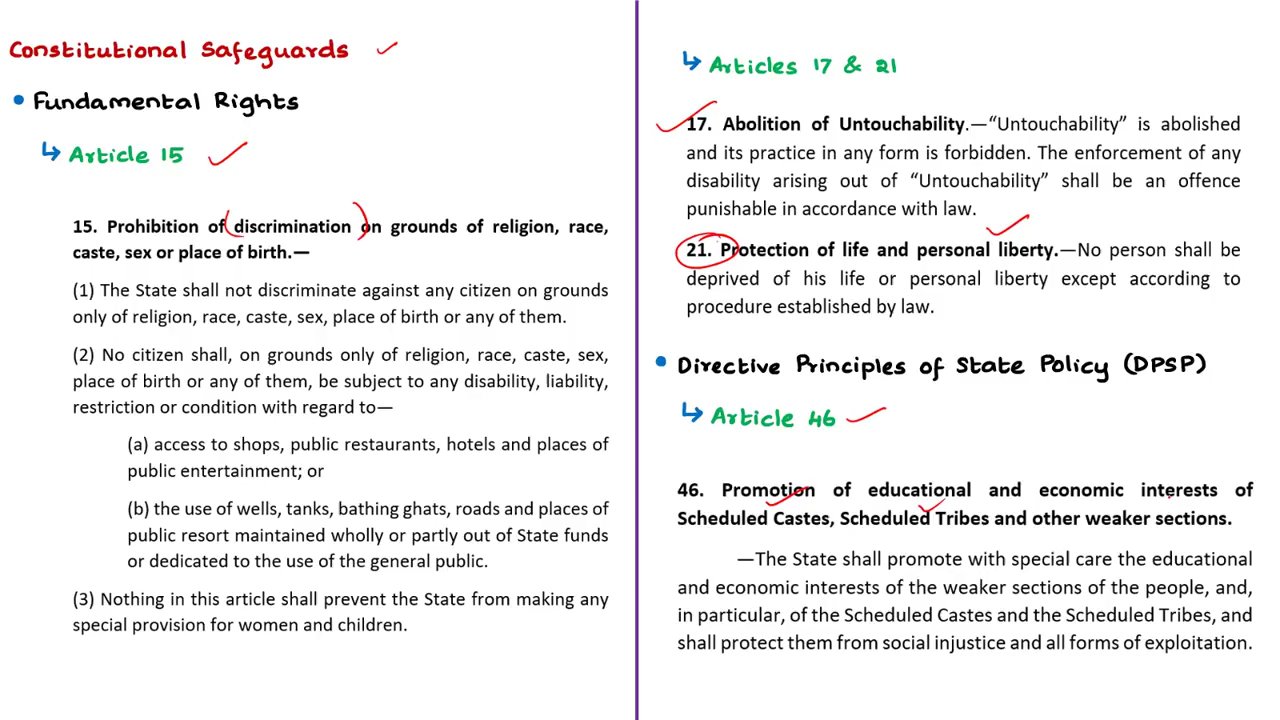 Constitutional Safeguards
Fundamental Rights
Article 15
15. Prohibition of discrimination on grounds of religion, race,
caste, sex or place of birth.—
(1) The State shall not discriminate against any citizen on grounds
only of religion, race, caste, sex, place of birth or any of them.
(2) No citizen shall, on grounds only of religion, race, caste, sex,
place of birth or any of them, be subject to any disability, liability,
restriction or condition with regard to—
(a) access to shops, public restaurants, hotels and places of
public entertainment; or
(b) the use of wells, tanks, bathing ghats, roads and places of
public resort maintained wholly or partly out of State funds
or dedicated to the use of the general public.
(3) Nothing in this article shall prevent the State from making any
special provision for women and children.
Articles 17 & 21
17. Abolition of Untouchability.—“Untouchability” is abolished
and its practice in any form is forbidden. The enforcement of any
disability arising out of “Untouchability” shall be an offence
punishable in accordance with law.
21. Protection of life and personal liberty.—No person shall be
deprived of his life or personal liberty except according to
procedure established by law.
Directive Principles of State Policy (DPSP)
Article 46
46. Promotion of educational and economic interests of
Scheduled Castes, Scheduled Tribes and other weaker sections.
—The State shall promote with special care the educational
and economic interests of the weaker sections of the people, and,
in particular, of the Scheduled Castes and the Scheduled Tribes, and
shall protect them from social injustice and all forms of exploitation.